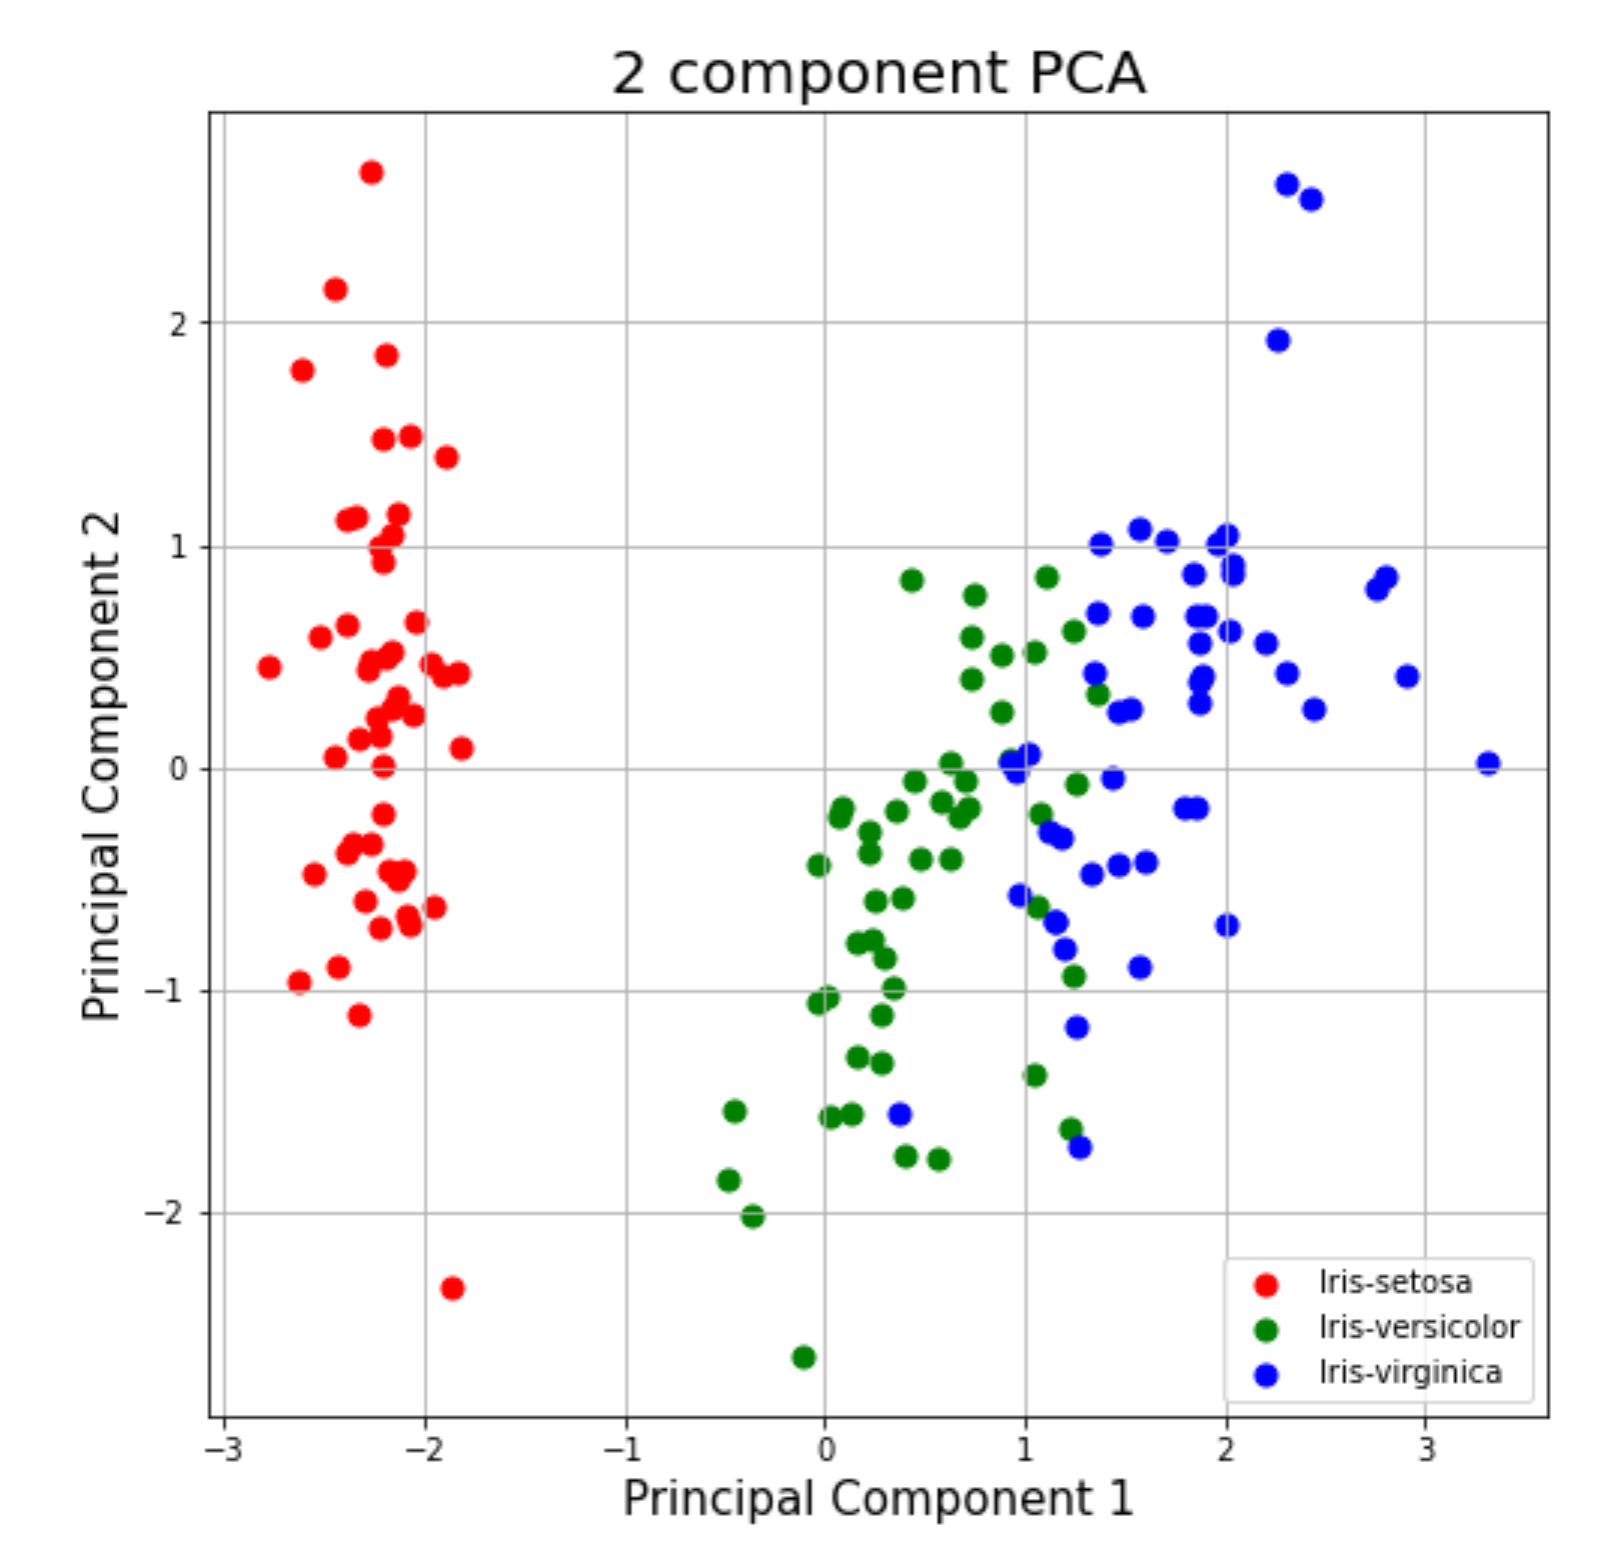 2 component PCA
Principal Component 2
2
1
0
−1
−2
−3
−2
−1
0
1
2
3
Principal Component 1
Iris-setosa
Iris-versicolor
Iris-virginica